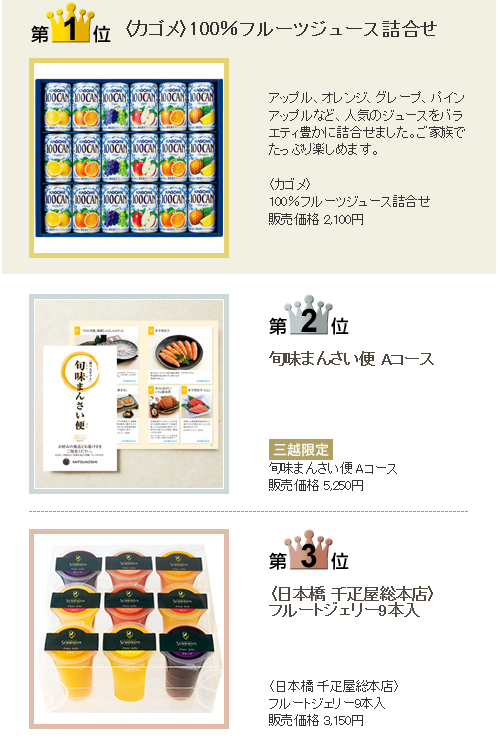 第1位 〈カゴメ〉100％フルーツジュース詰合せ
KAGOME
100CAN
アップル、オレンジ、グレープ、パイン
アップルなど、人気のジュースをバラ
エティ豊かに詰合せました。ご家族で
たっぷり楽しめます。
〈カゴメ〉
100％フルーツジュース詰合せ
販売価格 2,100円
第2位
旬味まんさい便 Aコース
旬味まんさい便
MITSUKOSHI
三越限定
旬味まんさい便 Aコース
販売価格 5,250円
第3位
〈日本橋 千疋屋総本店〉
フルートジェリー9本入
〈日本橋 千疋屋総本店〉
フルートジェリー9本入
販売価格 3,150円